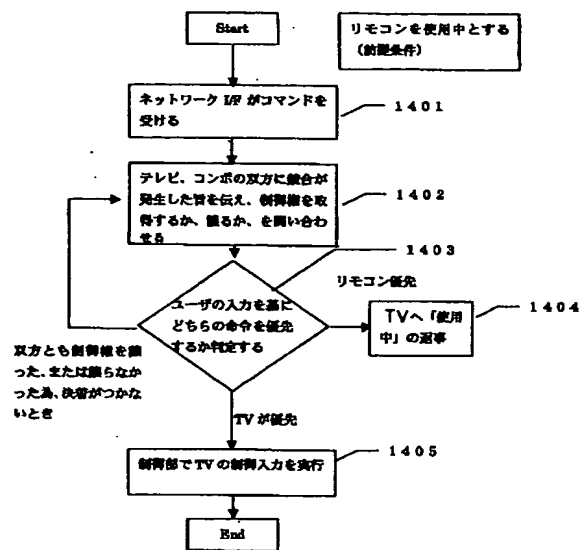 Start
リモコンを使用中とする
(前提条件)
ネットワーク I/F がコマンドを
受ける
1401
テレビ、コンポの双方に競合が
発生した旨を伝え、制御権を取
得するか、譲るか、を問い合わ
せる
1402
1403
ユーザの入力を基に
どちらの命令を優先
するか判定する
リモコン優先
TVへ「使用
中」の返事
1404
双方とも制御権を譲
った、または譲らなか
った為、決着がつかな
いとき
TVが優先
制御部でTVの制御入力を実行
1405
End